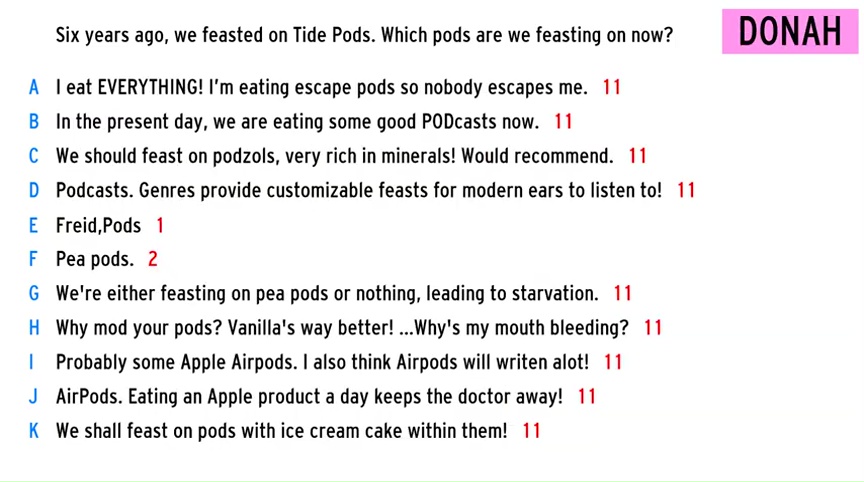 Six years ago, we feasted on Tide Pods. Which pods are we feasting on now? DONAH
A I eat EVERYTHING! I'm eating escape pods so nobody escapes me. 11
B In the present day, we are eating some good PODcasts now. 11
C We should feast on podzols, very rich in minerals! Would recommend. 11
D Podcasts. Genres provide customizable feasts for modern ears to listen to! 11
E Freid,Pods 1
F Pea pods. 2
G We're either feasting on pea pods or nothing, leading to starvation. 11
H Why mod your pods? Vanilla's way better! ...Why's my mouth bleeding? 11
I Probably some Apple Airpods. I also think Airpods will writen alot! 11
J AirPods. Eating an Apple product a day keeps the doctor away! 11
K We shall feast on pods with ice cream cake within them! 11